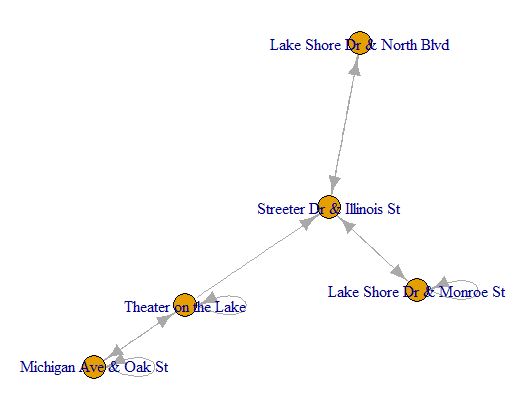 Lake Shore Dr & North Blvd
Streeter Dr & Illinois St
Lake Shore Dr & Monroe St
Theater on the Lake
Michigan Ave & Oak St